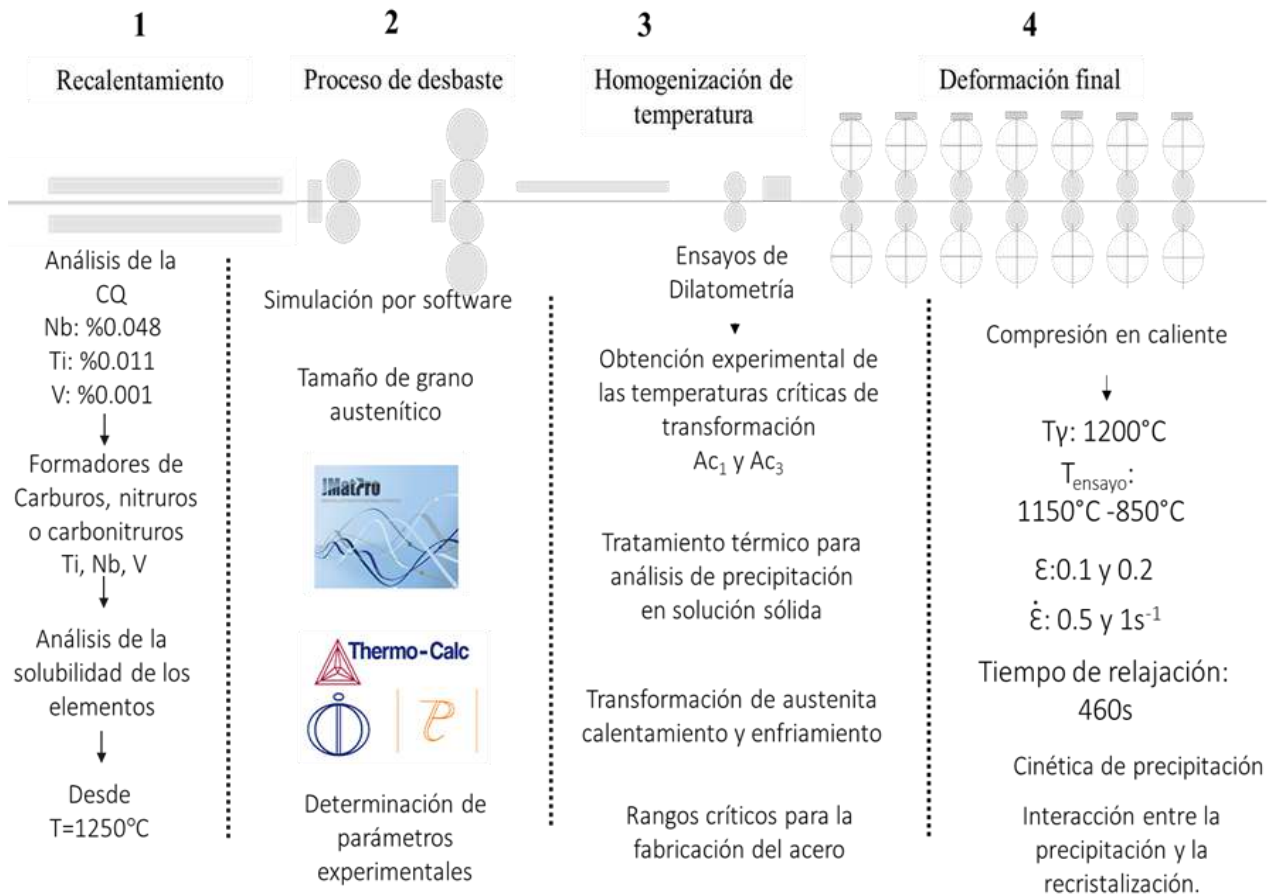 1
Recalentamiento
Análisis de la
CQ
Nb: %0.048
Ti: %0.011
V: %0.001
Formadores de
Carburos, nitruros
o carbonitruros
Ti, Nb, V
Análisis de la
solubilidad de los
elementos
Desde
T=1250°C
2
Proceso de desbaste
Simulación por software
Tamaño de grano
austenítico
JMatPro
Thermo-Calc
Determinación de
parámetros
experimentales
3
Homogenización de
temperatura
Ensayos de
Dilatometría
Obtención experimental de
las temperaturas críticas de
transformación
Ac₁ y Ac₃
Tratamiento térmico para
análisis de precipitación
en solución sólida
Transformación de austenita
calentamiento y enfriamiento
Rangos críticos para la
fabricación del acero
4
Deformación final
Compresión en caliente
Tγ: 1200°C
Tensayo:
1150°C -850°C
Ɛ:0.1 y 0.2
Ɛ̇: 0.5 y 1s⁻¹
Tiempo de relajación:
460s
Cinética de precipitación
Interacción entre la
precipitación y la
recristalización.